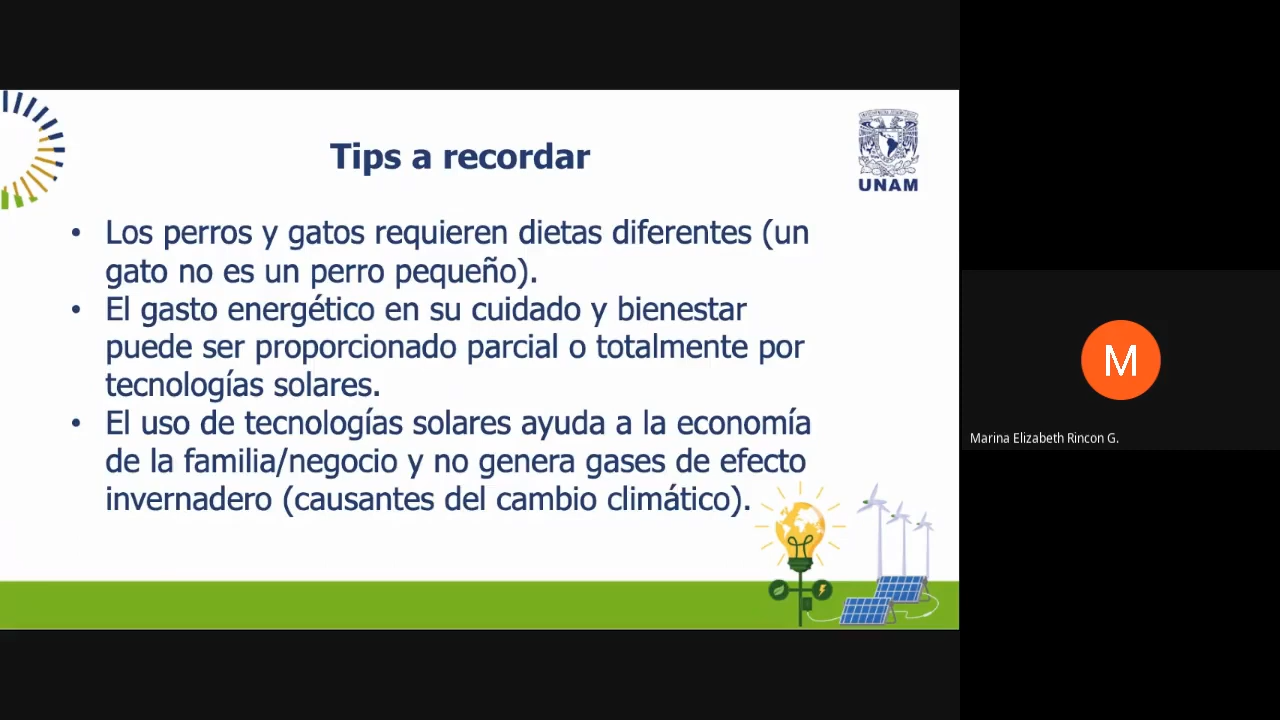 Tips a recordar
UNAM
• Los perros y gatos requieren dietas diferentes (un
gato no es un perro pequeño).
• El gasto energético en su cuidado y bienestar
puede ser proporcionado parcial o totalmente por
tecnologías solares.
• El uso de tecnologías solares ayuda a la economía
de la familia/negocio y no genera gases de efecto
invernadero (causantes del cambio climático).
M
Marina Elizabeth Rincon G.